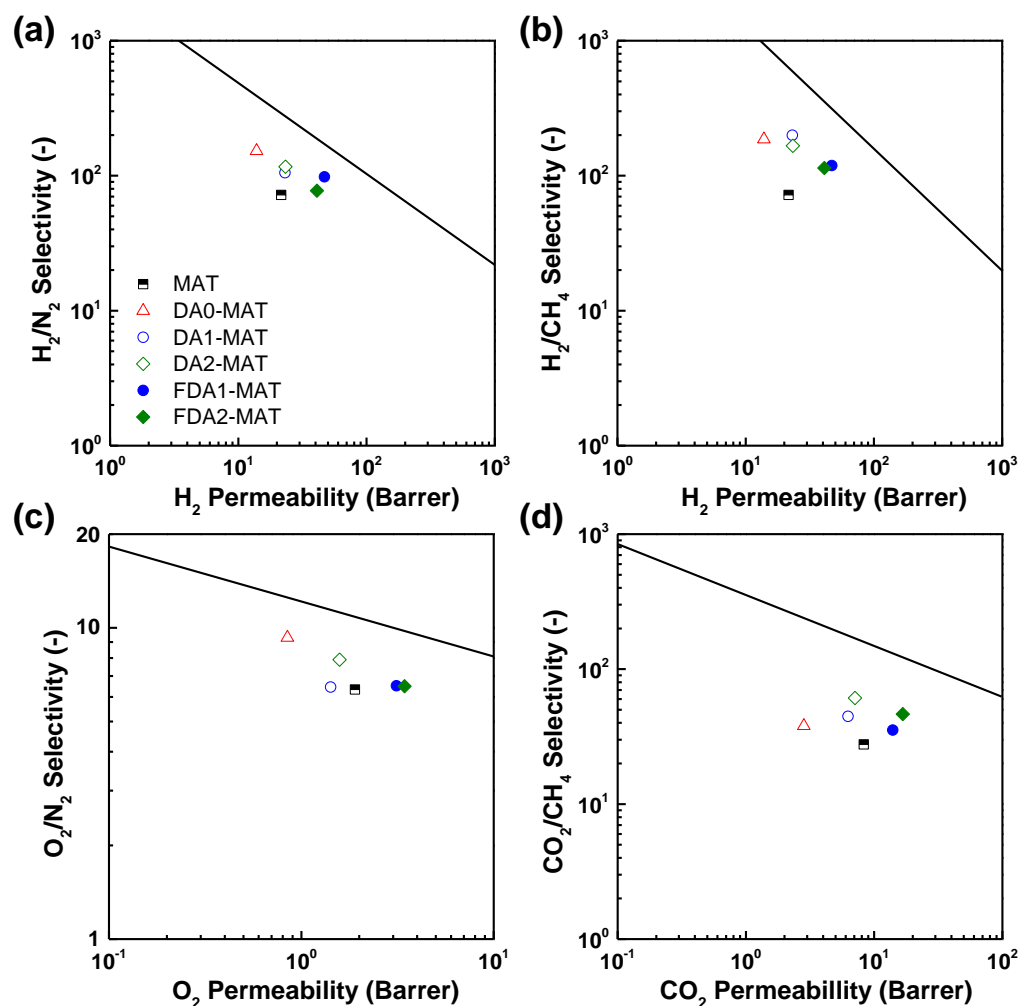 (a)
10³
10²
10¹
10⁰
H₂/N₂ Selectivity (-)
MAT
DA0-MAT
DA1-MAT
DA2-MAT
FDA1-MAT
FDA2-MAT
10⁰ 10¹ 10² 10³
H₂ Permeability (Barrer)
(b)
10³
10²
10¹
10⁰
H₂/CH₄ Selectivity (-)
10⁰ 10¹ 10² 10³
H₂ Permeability (Barrer)
(c)
20
10
1
O₂/N₂ Selectivity (-)
10⁻¹ 10⁰ 10¹
O₂ Permeability (Barrer)
(d)
10³
10²
10¹
10⁰
CO₂/CH₄ Selectivity (-)
10⁻¹ 10⁰ 10¹ 10²
CO₂ Permeabillity (Barrer)